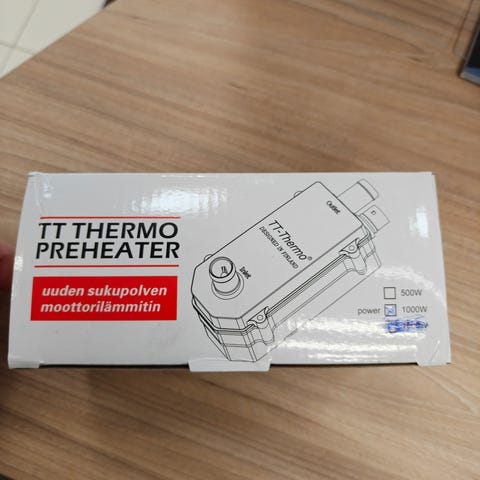 TT THERMO
PREHEATER
uuden sukupolven
moottorilämmitin
Outlet
TT-Thermo®
DESIGNED IN FINLAND
Inlet
500W
power 1000W